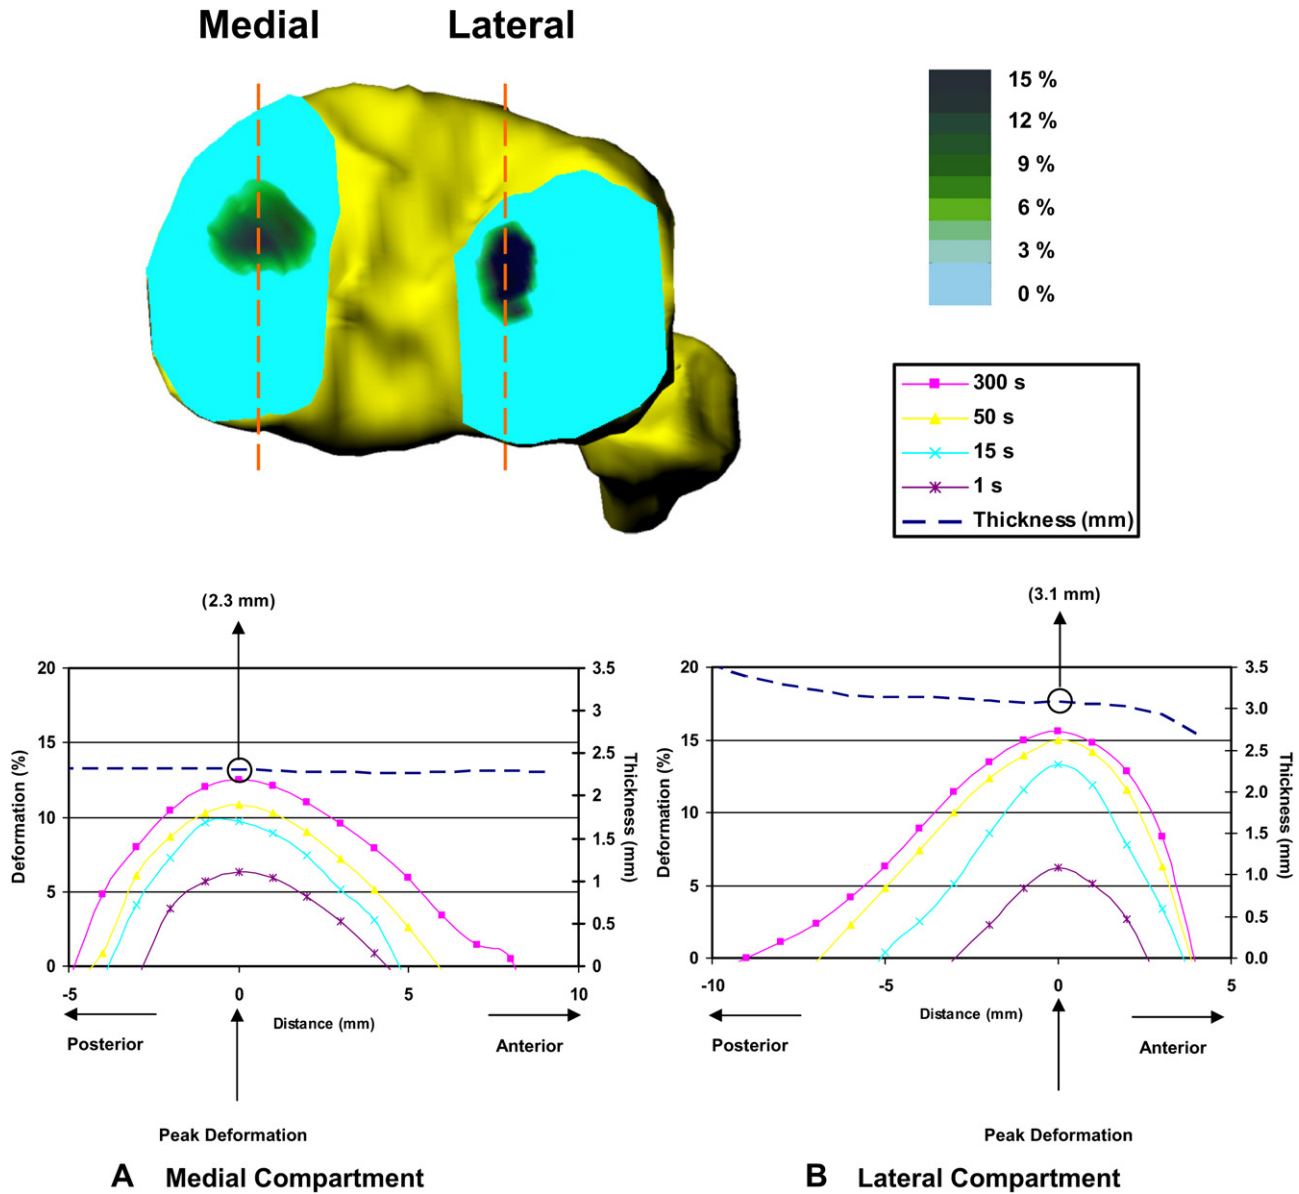 Medial Lateral
15 %
12 %
9 %
6 %
3 %
0 %
300 s
50 s
15 s
1 s
Thickness (mm)
(2.3 mm)
20
15
10
5
0
Deformation (%)
3.5
3
2.5
2
1.5
1
0.5
0
Thickness (mm)
-5 0 5 10
Distance (mm)
Posterior Anterior
Peak Deformation
A Medial Compartment
(3.1 mm)
20
15
10
5
0
Deformation (%)
3.5
3.0
2.5
2.0
1.5
1.0
0.5
0.0
Thickness (mm)
-10 -5 0 5
Distance (mm)
Posterior Anterior
Peak Deformation
B Lateral Compartment